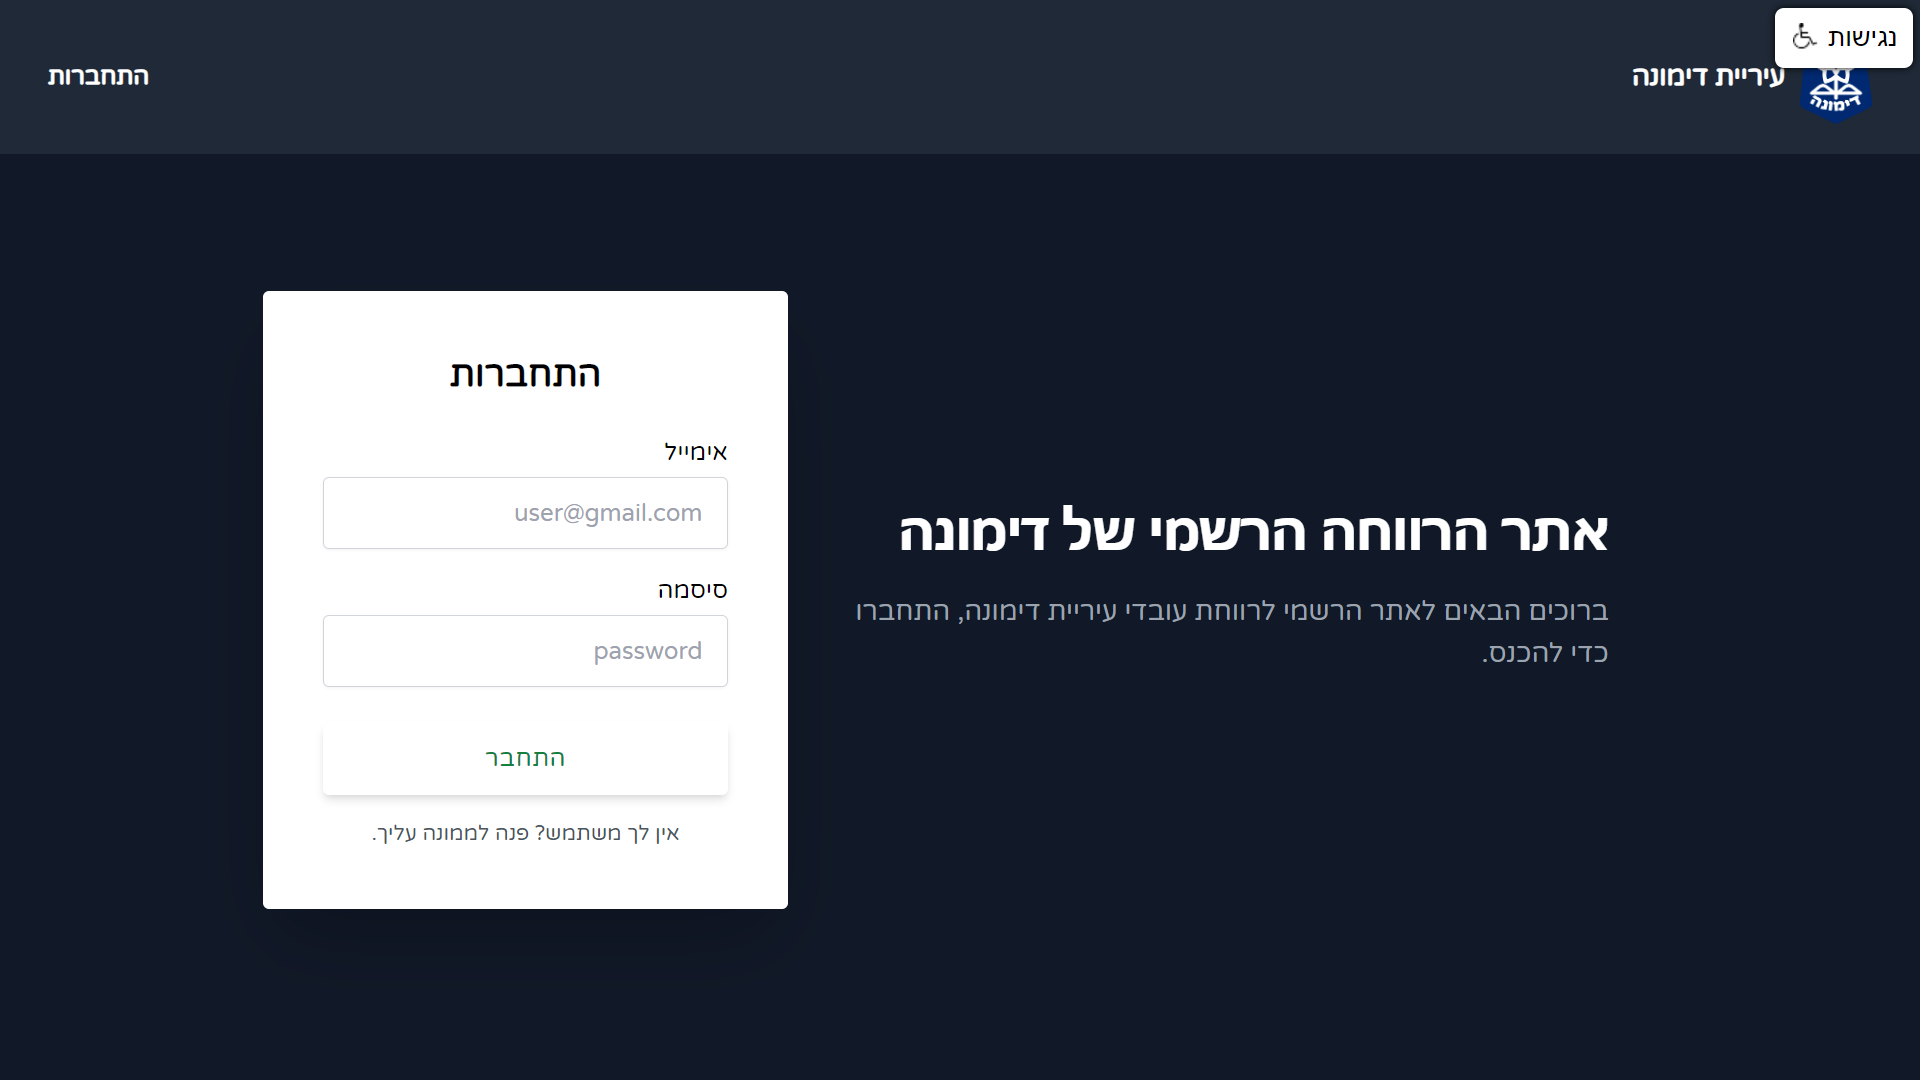 נגישות
דימונה
עיריית דימונה
התחברות
אתר הרווחה הרשמי של דימונה
ברוכים הבאים לאתר הרשמי לרווחת עובדי עיריית דימונה, התחברו
כדי להכנס.
התחברות
אימייל
user@gmail.com
סיסמה
password
התחבר
אין לך משתמש? פנה לממונה עליך.